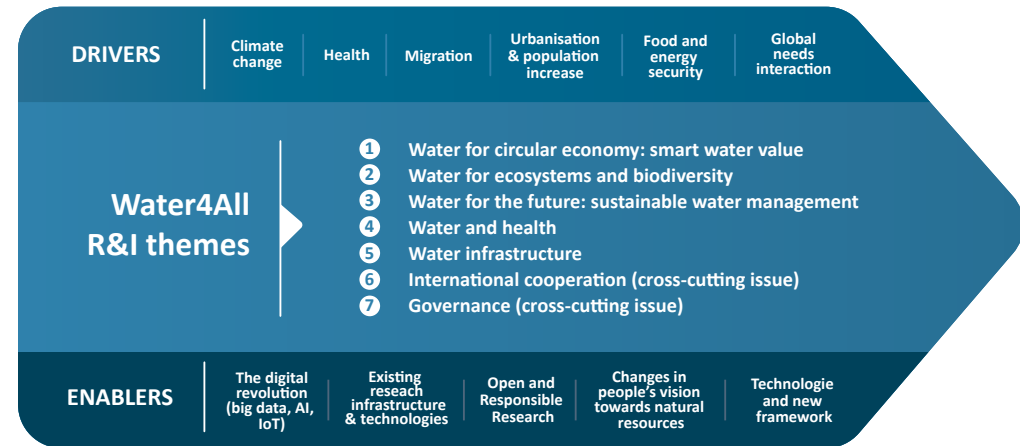 DRIVERS
Climate
change
Health
Migration
Urbanisation
& population
increase
Food and
energy
security
Global
needs
interaction
Water4All
R&I themes
1 Water for circular economy: smart water value
2 Water for ecosystems and biodiversity
3 Water for the future: sustainable water management
4 Water and health
5 Water infrastructure
6 International cooperation (cross-cutting issue)
7 Governance (cross-cutting issue)
ENABLERS
The digital
revolution
(big data, AI,
IoT)
Existing
reseach
infrastructure
& technologies
Open and
Responsible
Research
Changes in
people's vision
towards natural
resources
Technologie
and new
framework